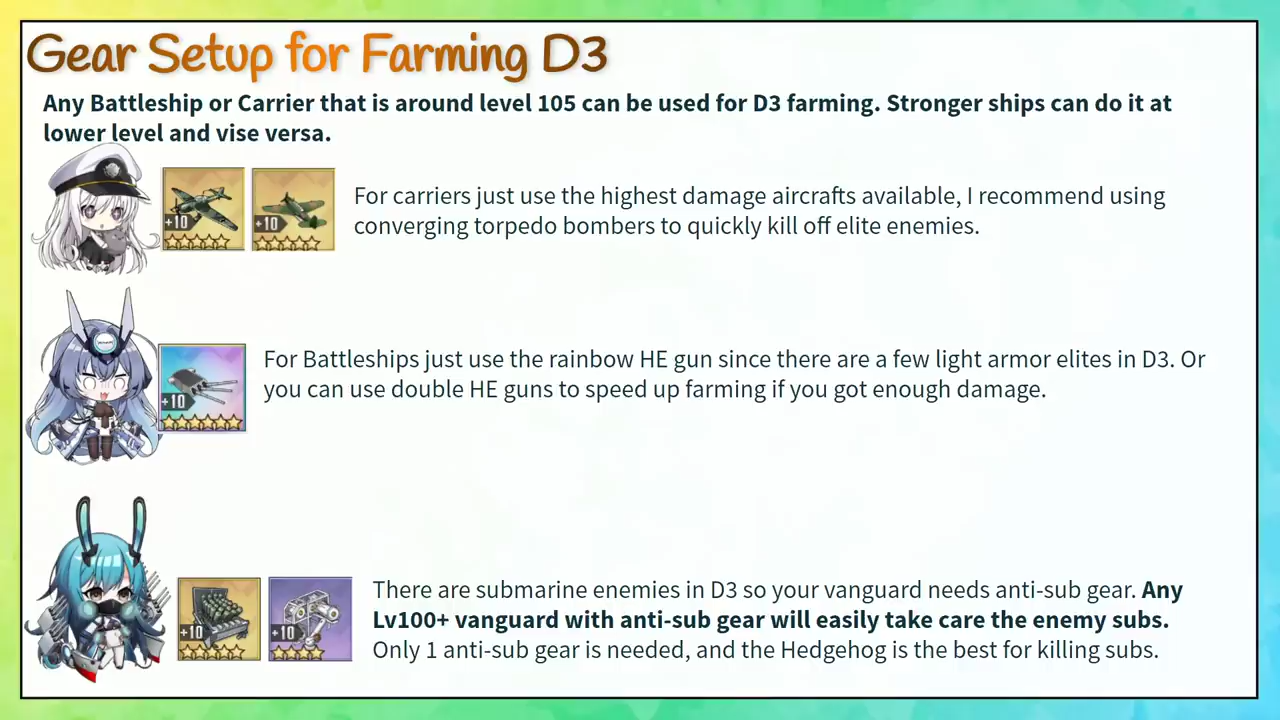 Gear Setup for Farming D3
Any Battleship or Carrier that is around level 105 can be used for D3 farming. Stronger ships can do it at
lower level and vise versa.
+10
+10
For carriers just use the highest damage aircrafts available, I recommend using
converging torpedo bombers to quickly kill off elite enemies.
+10
For Battleships just use the rainbow HE gun since there are a few light armor elites in D3. Or
you can use double HE guns to speed up farming if you got enough damage.
+10
+10
There are submarine enemies in D3 so your vanguard needs anti-sub gear. Any
Lv100+ vanguard with anti-sub gear will easily take care the enemy subs.
Only 1 anti-sub gear is needed, and the Hedgehog is the best for killing subs.